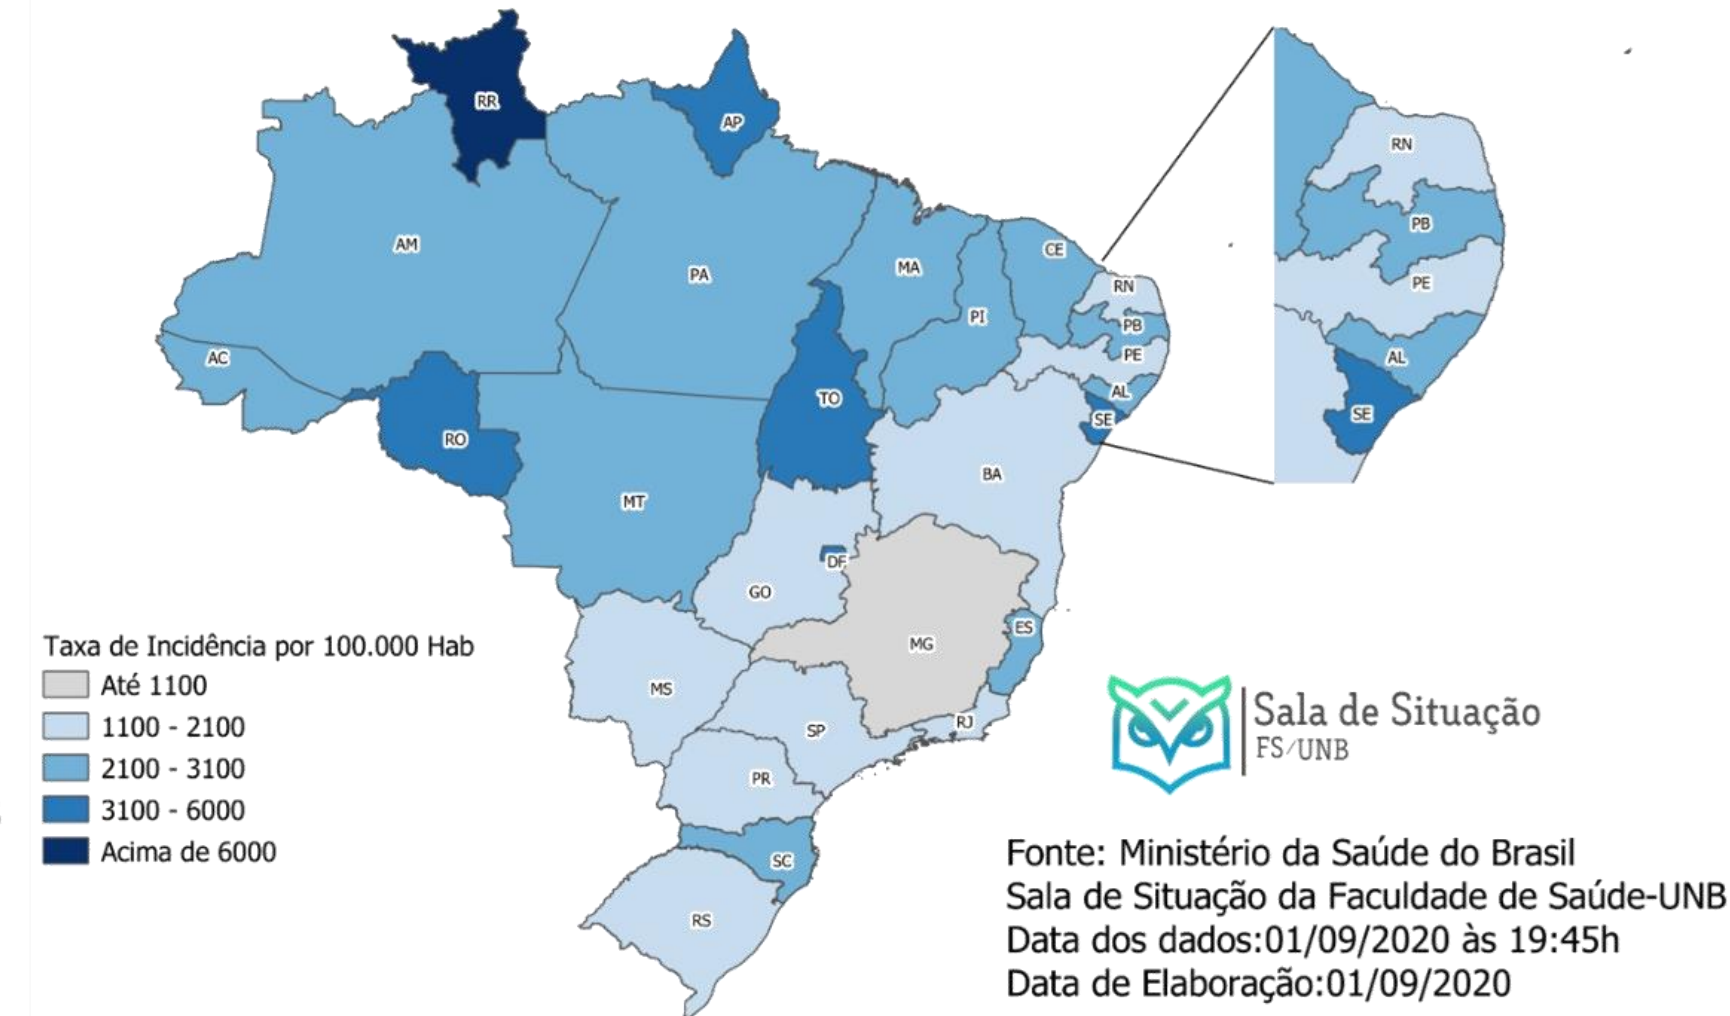 RR
AP
AM
PA
MA
CE
RN
PI
PB
PE
AC
AL
TO
SE
RO
BA
MT
DF
GO
ES
MG
MS
RJ
SP
PR
SC
RS
RN
PB
PE
AL
SE
Taxa de Incidência por 100.000 Hab
Até 1100
1100 - 2100
2100 - 3100
3100 - 6000
Acima de 6000
Sala de Situação
FS/UNB
Fonte: Ministério da Saúde do Brasil
Sala de Situação da Faculdade de Saúde-UNB
Data dos dados:01/09/2020 às 19:45h
Data de Elaboração:01/09/2020